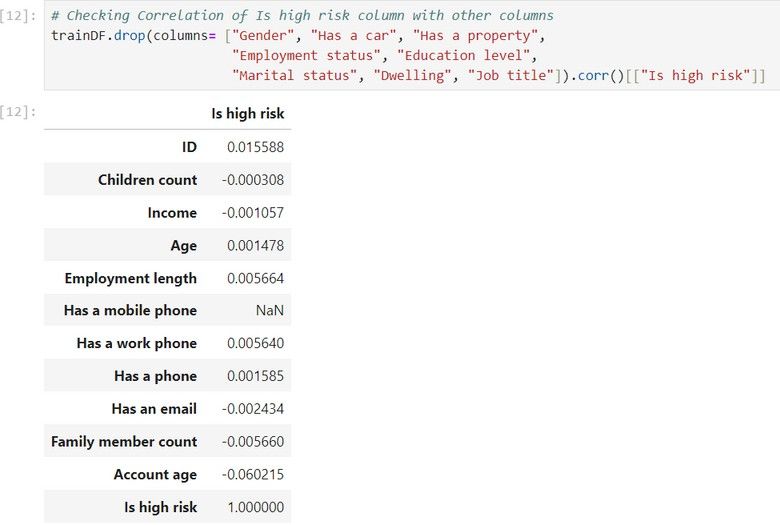 [12]: # Checking Correlation of Is high risk column with other columns
trainDF.drop(columns= ["Gender", "Has a car", "Has a property",
"Employment status", "Education level",
"Marital status", "Dwelling", "Job title"]).corr()[["Is high risk"]]
[12]: Is high risk
ID 0.015588
Children count -0.000308
Income -0.001057
Age 0.001478
Employment length 0.005664
Has a mobile phone NaN
Has a work phone 0.005640
Has a phone 0.001585
Has an email -0.002434
Family member count -0.005660
Account age -0.060215
Is high risk 1.000000